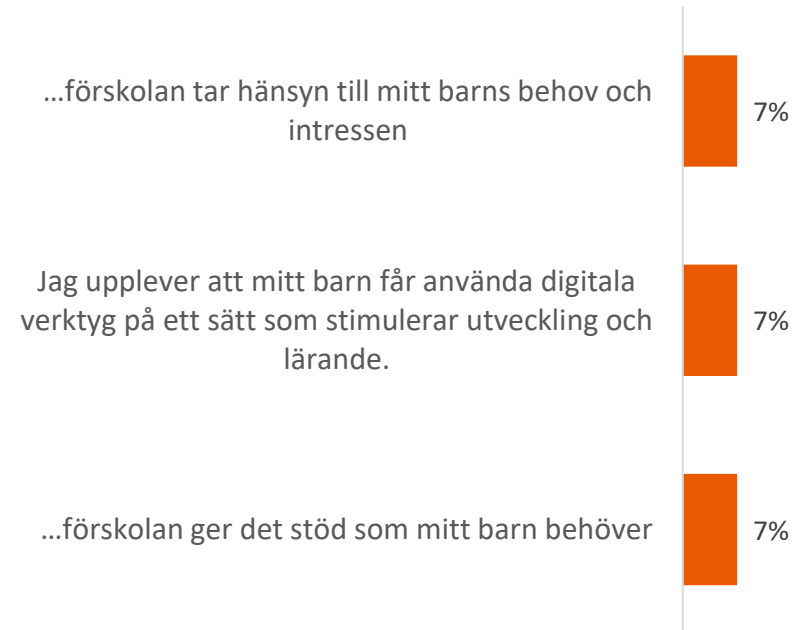 ...förskolan tar hänsyn till mitt barns behov och
intressen
7%
Jag upplever att mitt barn får använda digitala
verktyg på ett sätt som stimulerar utveckling och
lärande.
7%
...förskolan ger det stöd som mitt barn behöver
7%